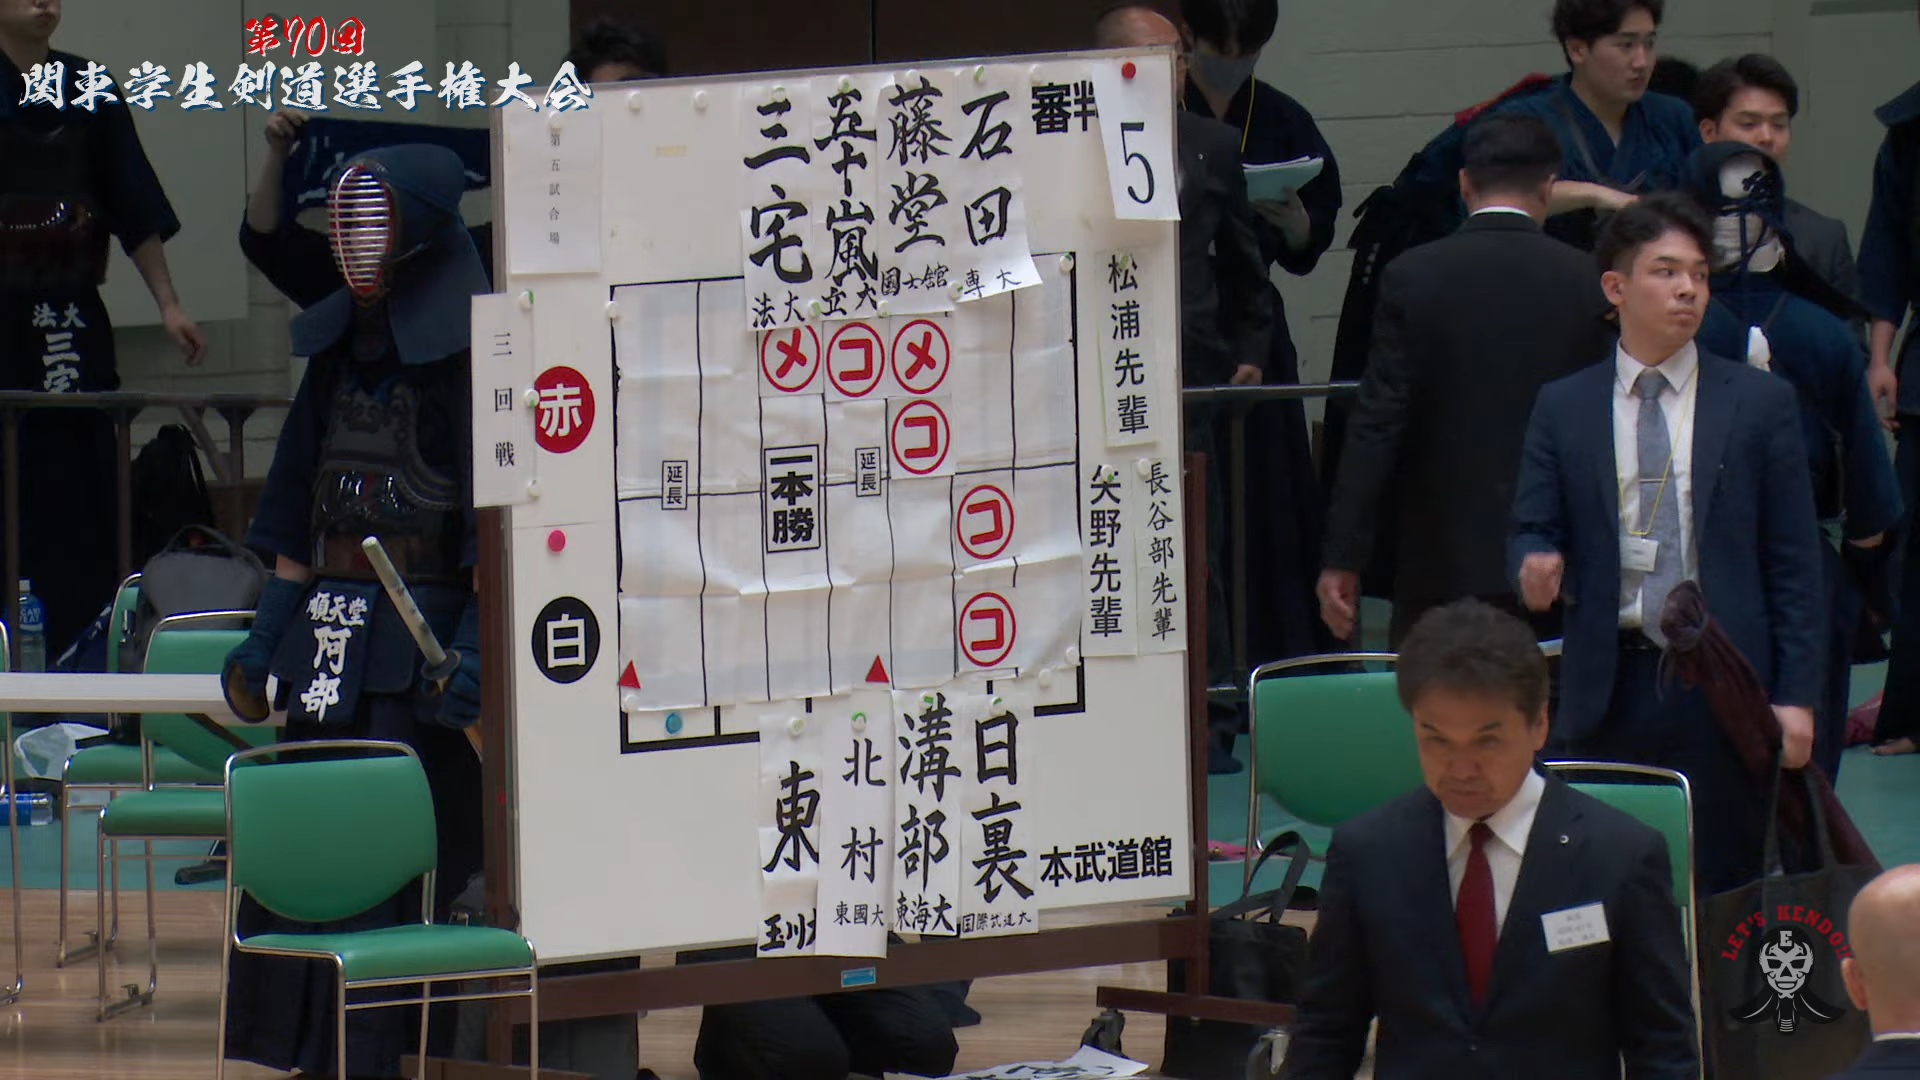 第70回
関東学生剣道選手権大会
第五試合場
審判
5
石田
専大
藤堂
国士舘
五十嵐
立大
三宅
法大
松浦先輩
矢野先輩
長谷部先輩
三回戦
赤
白
メ
コ
メ
コ
コ
コ
延長
一本勝
延長
日裏
国際武道大
溝部
東海大
北村
東國大
東
玉川大
本武道館
法大
三宅
順天堂
阿部
LET'S KENDO!!